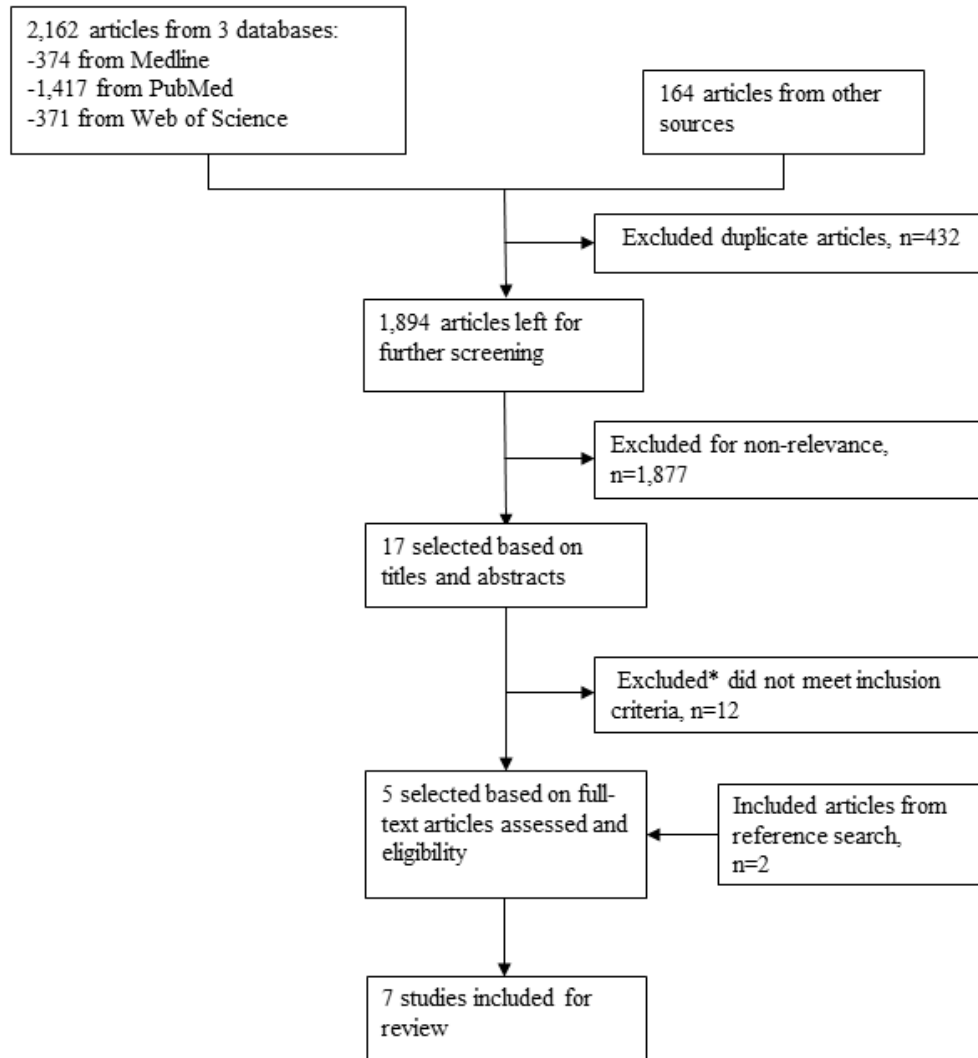 2,162 articles from 3 databases:
-374 from Medline
-1,417 from PubMed
-371 from Web of Science
164 articles from other
sources
Excluded duplicate articles, n=432
1,894 articles left for
further screening
Excluded for non-relevance,
n=1,877
17 selected based on
titles and abstracts
Excluded* did not meet inclusion
criteria, n=12
5 selected based on full-
text articles assessed and
eligibility
Included articles from
reference search,
n=2
7 studies included for
review